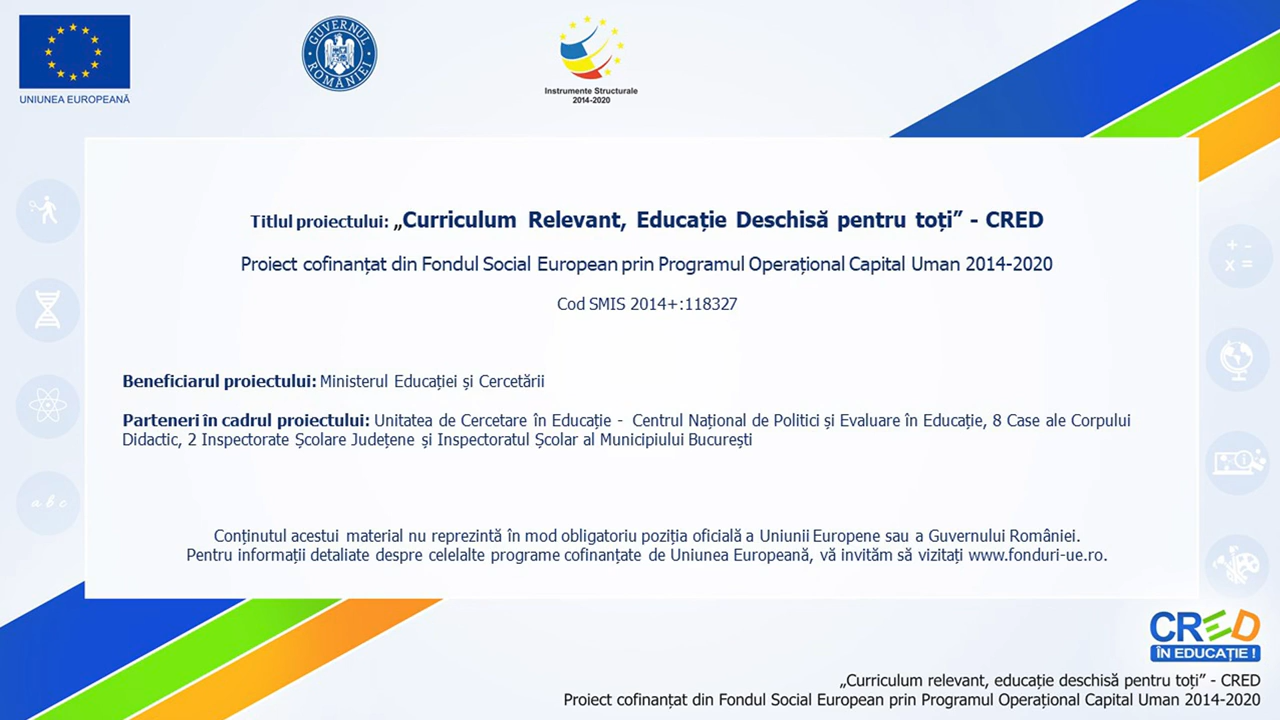 UNIUNEA EUROPEANĂ
GUVERNUL ROMÂNIEI
Instrumente Structurale
2014-2020
Titlul proiectului: „Curriculum Relevant, Educație Deschisă pentru toți” - CRED
Proiect cofinanțat din Fondul Social European prin Programul Operațional Capital Uman 2014-2020
Cod SMIS 2014+:118327
Beneficiarul proiectului: Ministerul Educației și Cercetării
Parteneri în cadrul proiectului: Unitatea de Cercetare în Educație - Centrul Național de Politici și Evaluare în Educație, 8 Case ale Corpului
Didactic, 2 Inspectorate Școlare Județene și Inspectoratul Școlar al Municipiului București
Conținutul acestui material nu reprezintă în mod obligatoriu poziția oficială a Uniunii Europene sau a Guvernului României.
Pentru informații detaliate despre celelalte programe cofinanțate de Uniunea Europeană, vă invităm să vizitați www.fonduri-ue.ro.
a b c
+ -
x =
CRED
ÎN EDUCAȚIE !
„Curriculum relevant, educație deschisă pentru toți” - CRED
Proiect cofinanțat din Fondul Social European prin Programul Operațional Capital Uman 2014-2020